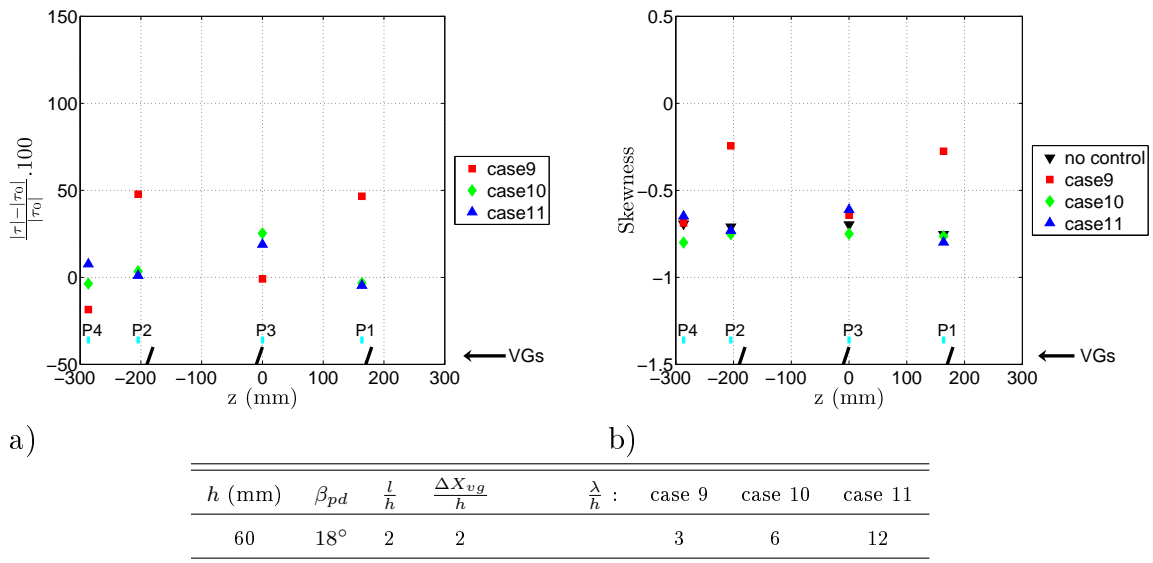 150
100
50
0
−50
|τ|−|τ₀| / |τ₀| .100
−300 −200 −100 0 100 200 300
z (mm)
P4 P2 P3 P1
VGs
case9
case10
case11
a)
0.5
0
−0.5
−1
−1.5
Skewness
−300 −200 −100 0 100 200 300
z (mm)
P4 P2 P3 P1
VGs
no control
case9
case10
case11
b)
h (mm) β_pd l/h ΔX_vg/h λ/h : case 9 case 10 case 11
60 18° 2 2 3 6 12